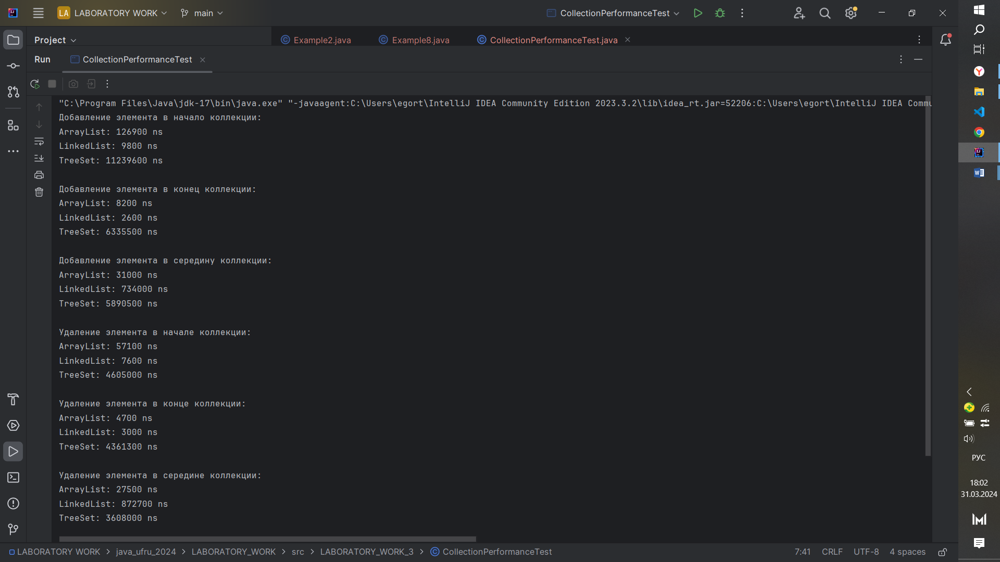 LA LABORATORY WORK main CollectionPerformanceTest
Project Example2.java Example8.java CollectionPerformanceTest.java
Run CollectionPerformanceTest
"C:\Program Files\Java\jdk-17\bin\java.exe" "-javaagent:C:\Users\egort\IntelliJ IDEA Community Edition 2023.3.2\lib\idea_rt.jar=52206:C:\Users\egort\IntelliJ IDEA Commu
Добавление элемента в начало коллекции:
ArrayList: 126900 ns
LinkedList: 9800 ns
TreeSet: 11239600 ns
Добавление элемента в конец коллекции:
ArrayList: 8200 ns
LinkedList: 2600 ns
TreeSet: 6335500 ns
Добавление элемента в середину коллекции:
ArrayList: 31000 ns
LinkedList: 734000 ns
TreeSet: 5890500 ns
Удаление элемента в начале коллекции:
ArrayList: 57100 ns
LinkedList: 7600 ns
TreeSet: 4605000 ns
Удаление элемента в конце коллекции:
ArrayList: 4700 ns
LinkedList: 3000 ns
TreeSet: 4361300 ns
Удаление элемента в середине коллекции:
ArrayList: 27500 ns
LinkedList: 872700 ns
TreeSet: 3608000 ns
LABORATORY WORK > java_ufru_2024 > LABORATORY_WORK > src > LABORATORY_WORK_3 > CollectionPerformanceTest 7:41 CRLF UTF-8 4 spaces
РУС
18:02
31.03.2024